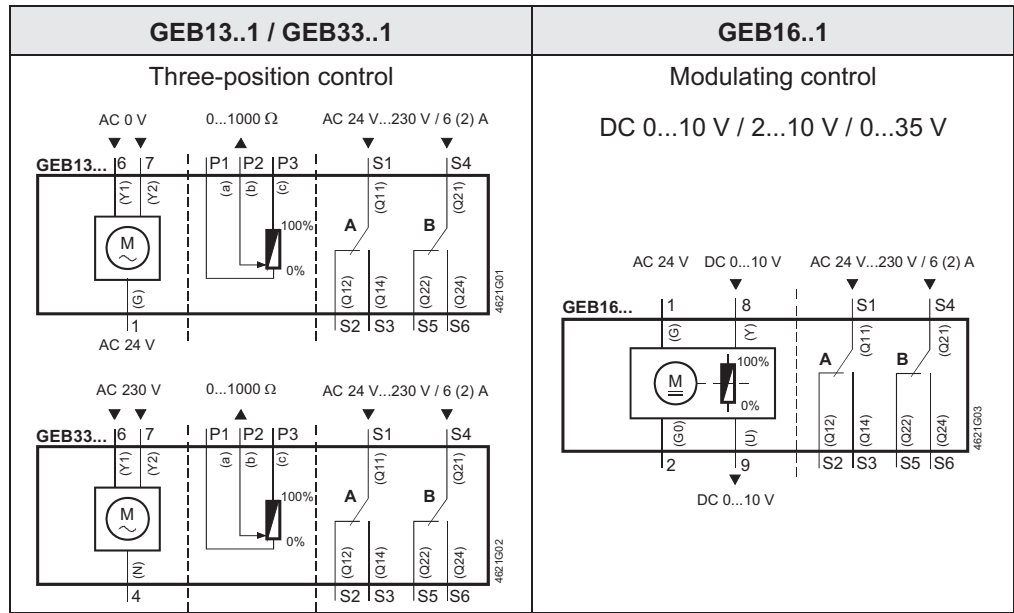 GEB13..1 / GEB33..1
Three-position control
AC 0 V 0...1000 Ω AC 24 V...230 V / 6 (2) A
GEB13... 6 7 P1 P2 P3 S1 S4
(Y1) (Y2) (a) (b) (c) (Q11) (Q21)
M 100% A B
0%
(G) (Q12) (Q14) (Q22) (Q24)
4621G01
1 S2 S3 S5 S6
AC 24 V
AC 230 V 0...1000 Ω AC 24 V...230 V / 6 (2) A
GEB33... 6 7 P1 P2 P3 S1 S4
(Y1) (Y2) (a) (b) (c) (Q11) (Q21)
M 100% A B
0%
(N) (Q12) (Q14) (Q22) (Q24)
4621G02
4 S2 S3 S5 S6
GEB16..1
Modulating control
DC 0...10 V / 2...10 V / 0...35 V
AC 24 V DC 0...10 V AC 24 V...230 V / 6 (2) A
GEB16... 1 8 S1 S4
(G) (Y) (Q11) (Q21)
M 100% A B
0%
(G0) (U) (Q12) (Q14) (Q22) (Q24)
4621G03
2 9 S2 S3 S5 S6
DC 0...10 V